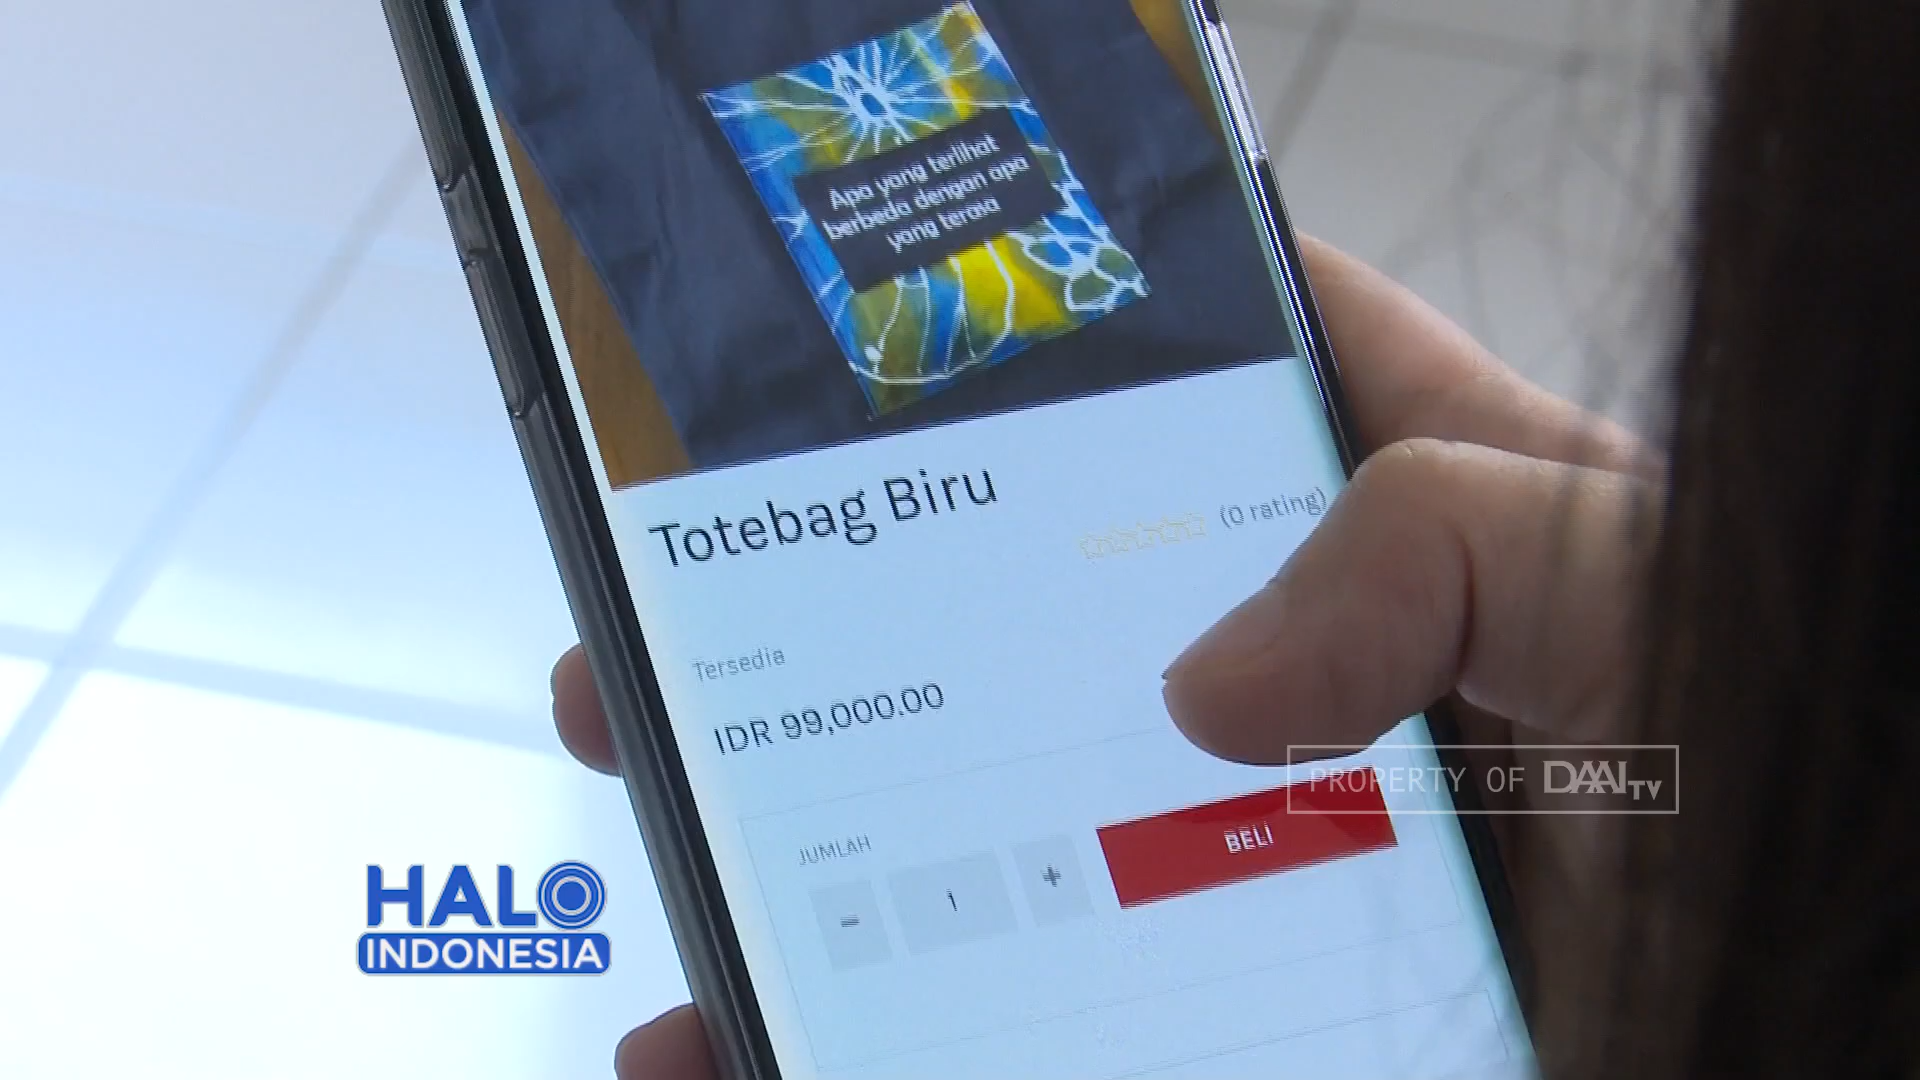 Apa yang terlihat
berbeda dengan apa
yang terasa
Totebag Biru
(0 rating)
Tersedia
IDR 99,000.00
JUMLAH
- 1 +
BELI
PROPERTY OF DAAI TV
HALO
INDONESIA